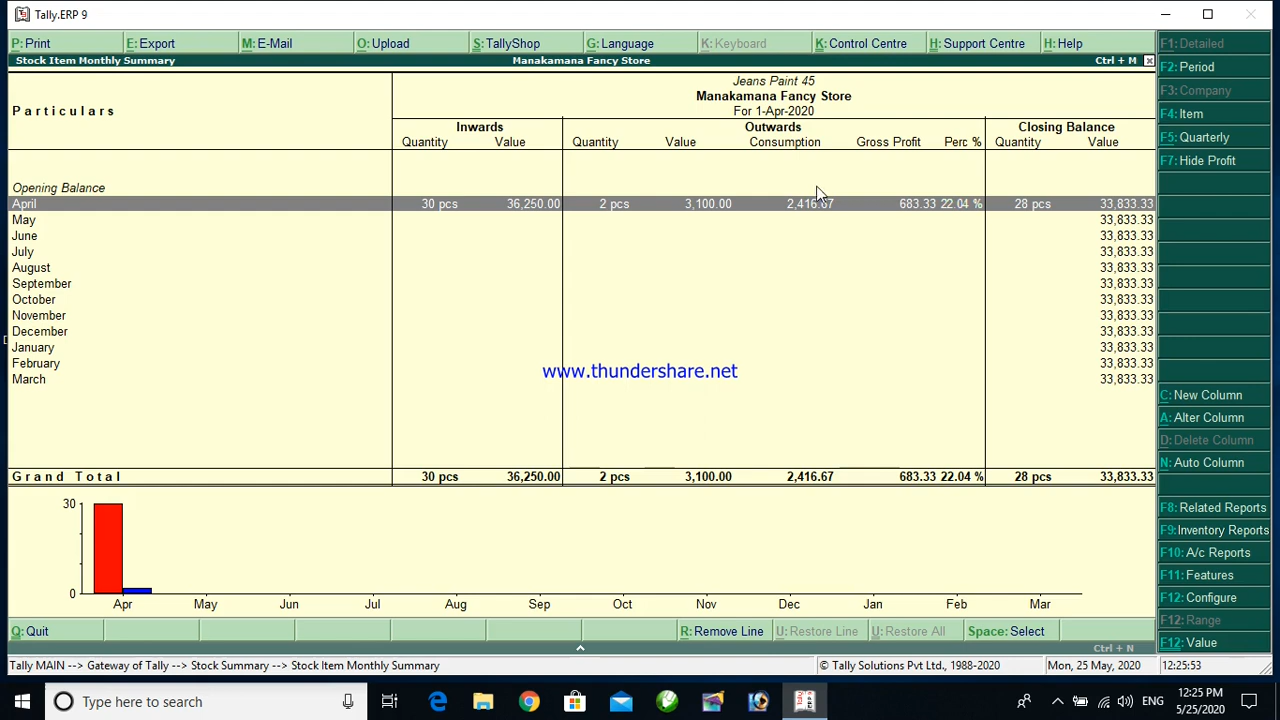 Tally.ERP 9
P: Print E: Export M: E-Mail O: Upload S: TallyShop G: Language K: Keyboard K: Control Centre H: Support Centre H: Help
Stock Item Monthly Summary Manakamana Fancy Store Ctrl + M
Particulars
Jeans Paint 45
Manakamana Fancy Store
For 1-Apr-2020
Inwards Outwards Closing Balance
Quantity Value Quantity Value Consumption Gross Profit Perc % Quantity Value
Opening Balance
April 30 pcs 36,250.00 2 pcs 3,100.00 2,416.67 683.33 22.04 % 28 pcs 33,833.33
May 33,833.33
June 33,833.33
July 33,833.33
August 33,833.33
September 33,833.33
October 33,833.33
November 33,833.33
December 33,833.33
January 33,833.33
February 33,833.33
March 33,833.33
www.thundershare.net
Grand Total 30 pcs 36,250.00 2 pcs 3,100.00 2,416.67 683.33 22.04 % 28 pcs 33,833.33
30
0
Apr May Jun Jul Aug Sep Oct Nov Dec Jan Feb Mar
Q: Quit R: Remove Line U: Restore Line U: Restore All Space: Select
Ctrl + N
F1: Detailed
F2: Period
F3: Company
F4: Item
F5: Quarterly
F7: Hide Profit
C: New Column
A: Alter Column
D: Delete Column
N: Auto Column
F8: Related Reports
F9: Inventory Reports
F10: A/c Reports
F11: Features
F12: Configure
F12: Range
F12: Value
Tally MAIN --> Gateway of Tally --> Stock Summary --> Stock Item Monthly Summary © Tally Solutions Pvt Ltd., 1988-2020 Mon, 25 May, 2020 12:25:53
Type here to search ENG 12:25 PM
5/25/2020